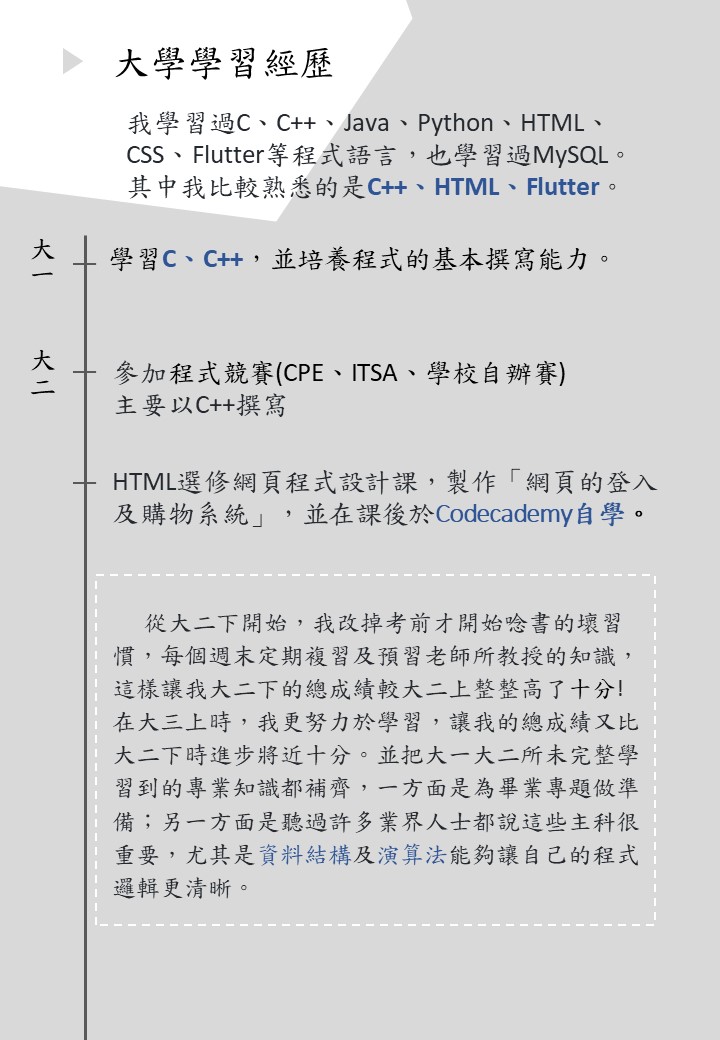 大學學習經歷
我學習過C、C++、Java、Python、HTML、
CSS、Flutter等程式語言，也學習過MySQL。
其中我比較熟悉的是C++、HTML、Flutter。
大一
學習C、C++，並培養程式的基本撰寫能力。
大二
參加程式競賽(CPE、ITSA、學校自辦賽)
主要以C++撰寫
HTML選修網頁程式設計課，製作「網頁的登入
及購物系統」，並在課後於Codecademy自學。
從大二下開始，我改掉考前才開始唸書的壞習
慣，每個週末定期複習及預習老師所教授的知識，
這樣讓我大二下的總成績較大二上整整高了十分!
在大三上時，我更努力於學習，讓我的總成績又比
大二下時進步將近十分。並把大一大二所未完整學
習到的專業知識都補齊，一方面是為畢業專題做準
備；另一方面是聽過許多業界人士都說這些主科很
重要，尤其是資料結構及演算法能夠讓自己的程式
邏輯更清晰。